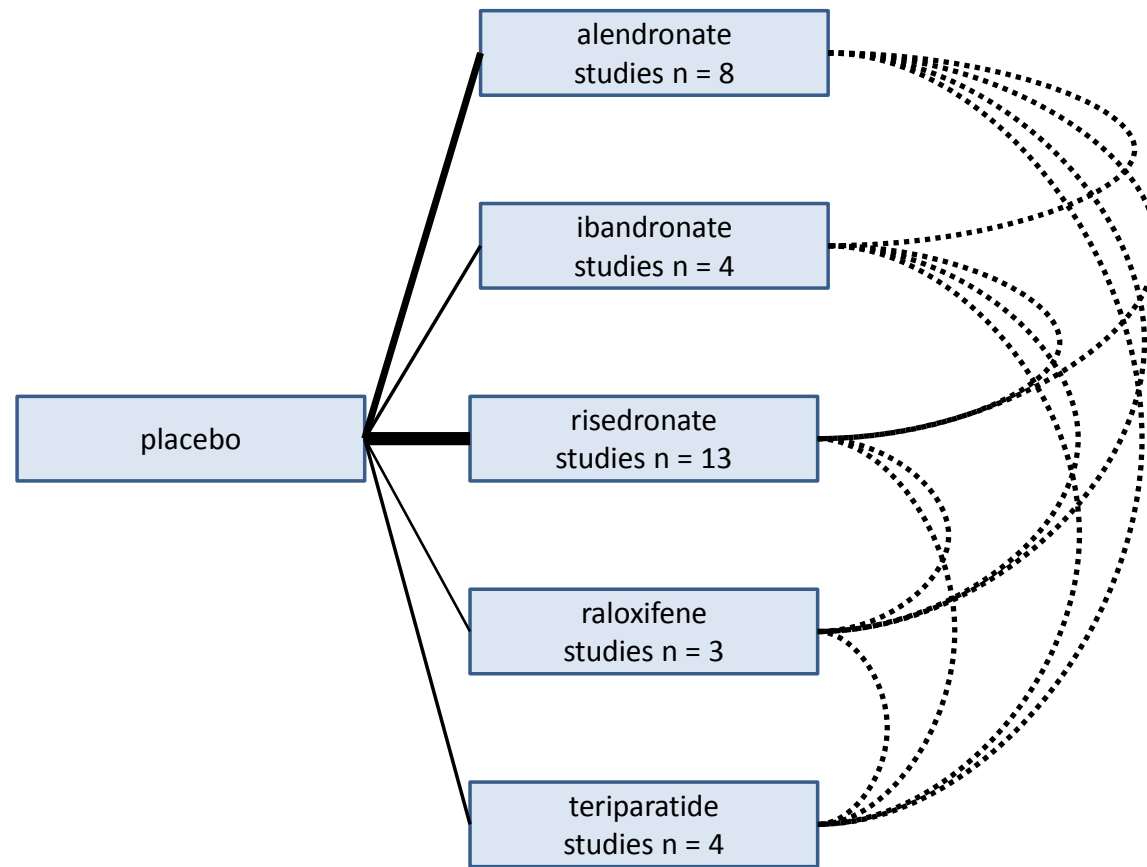 alendronate
studies n = 8
ibandronate
studies n = 4
placebo
risedronate
studies n = 13
raloxifene
studies n = 3
teriparatide
studies n = 4